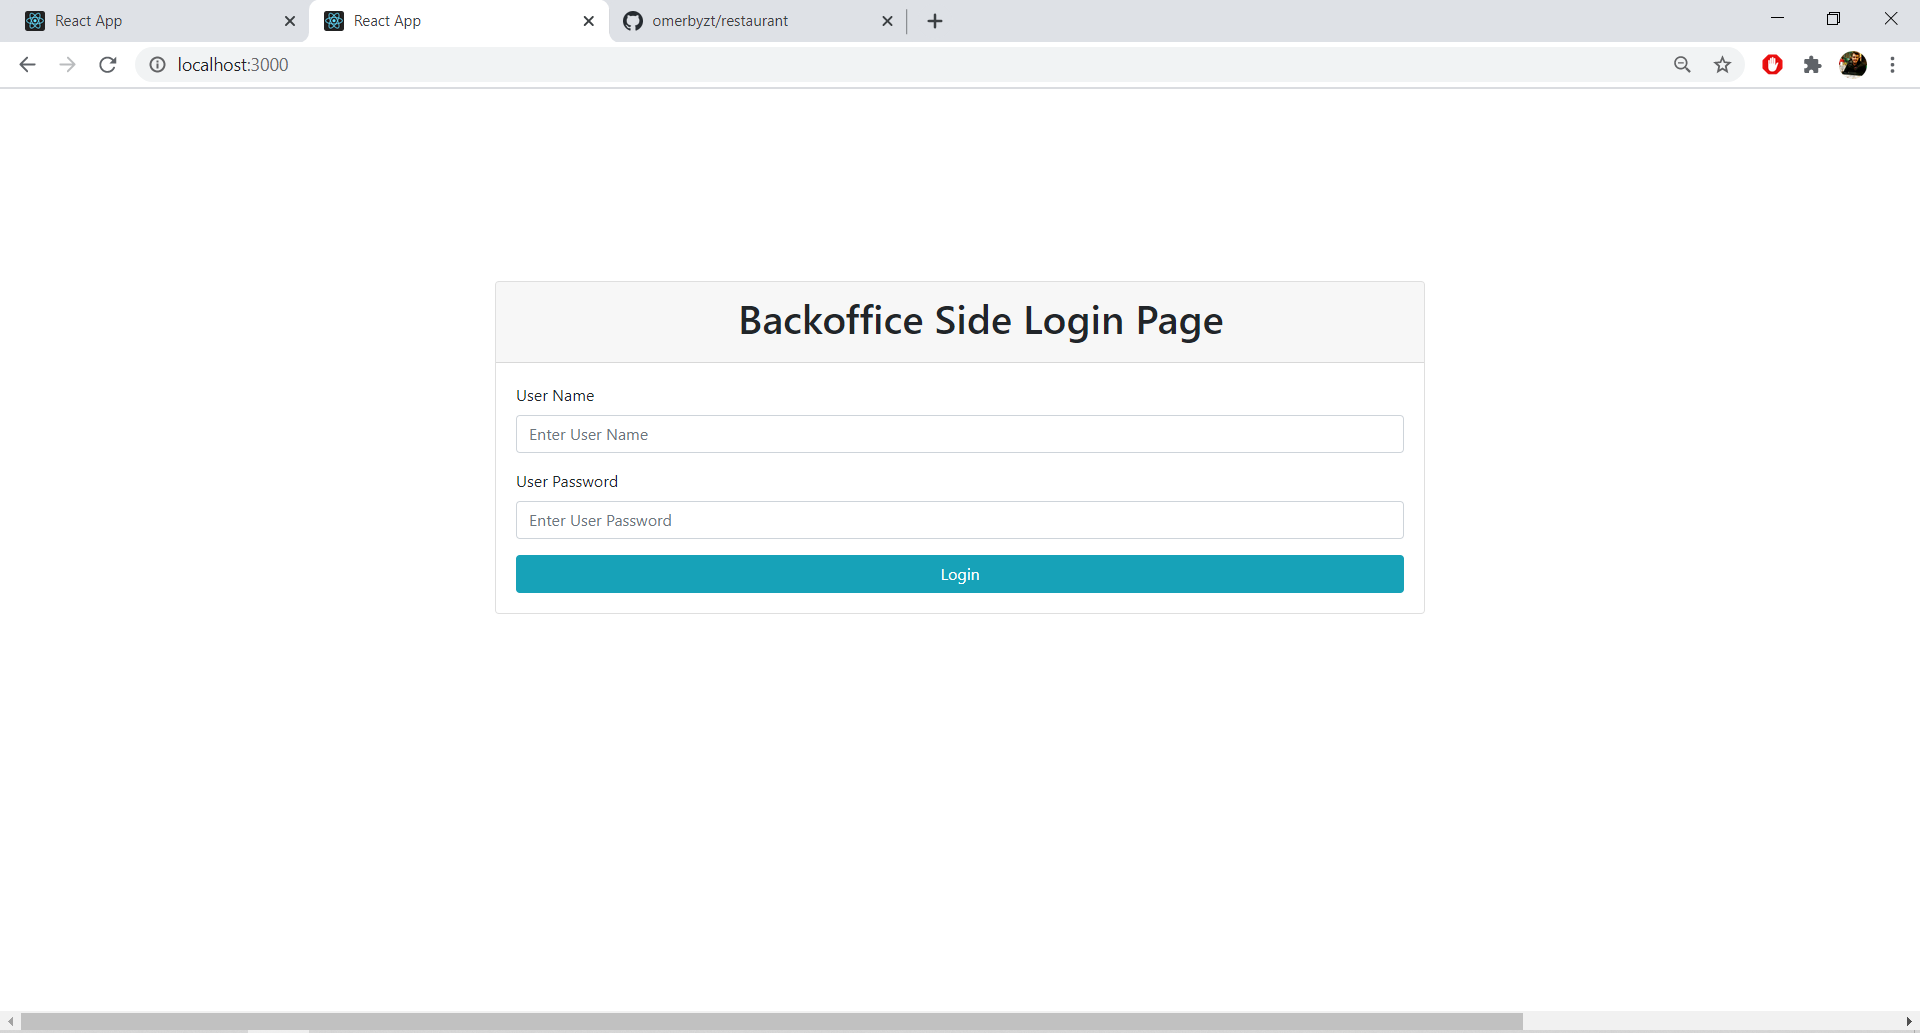 React App
React App
omerbyzt/restaurant
localhost:3000
Backoffice Side Login Page
User Name
Enter User Name
User Password
Enter User Password
Login